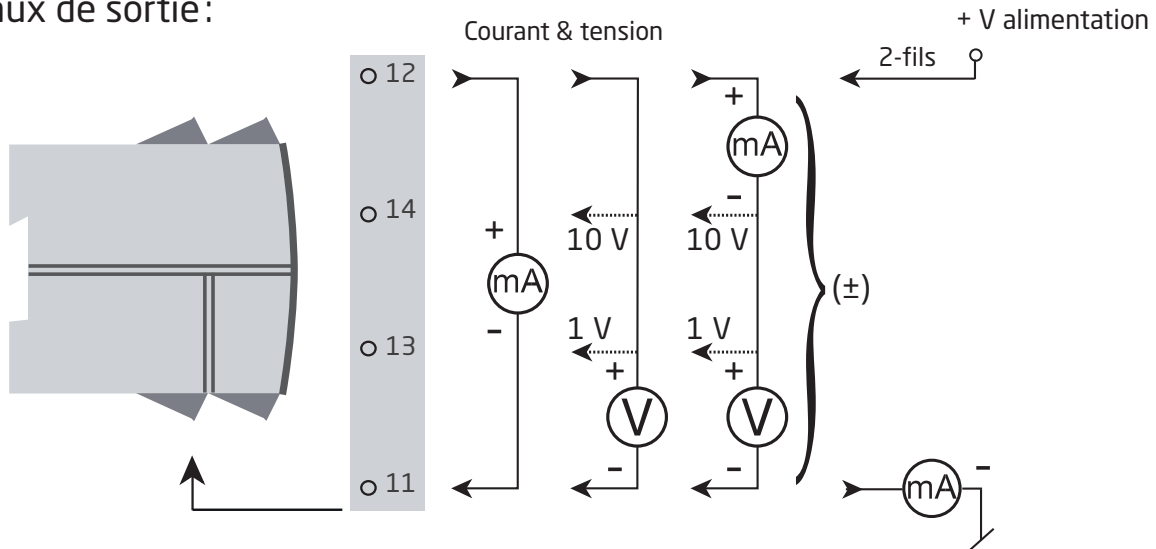 aux de sortie:
Courant & tension
+ V alimentation
2-fils
12
14
13
11
+
mA
-
10 V
1 V
+
V
-
+
mA
-
10 V
1 V
+
V
-
(±)
mA
-